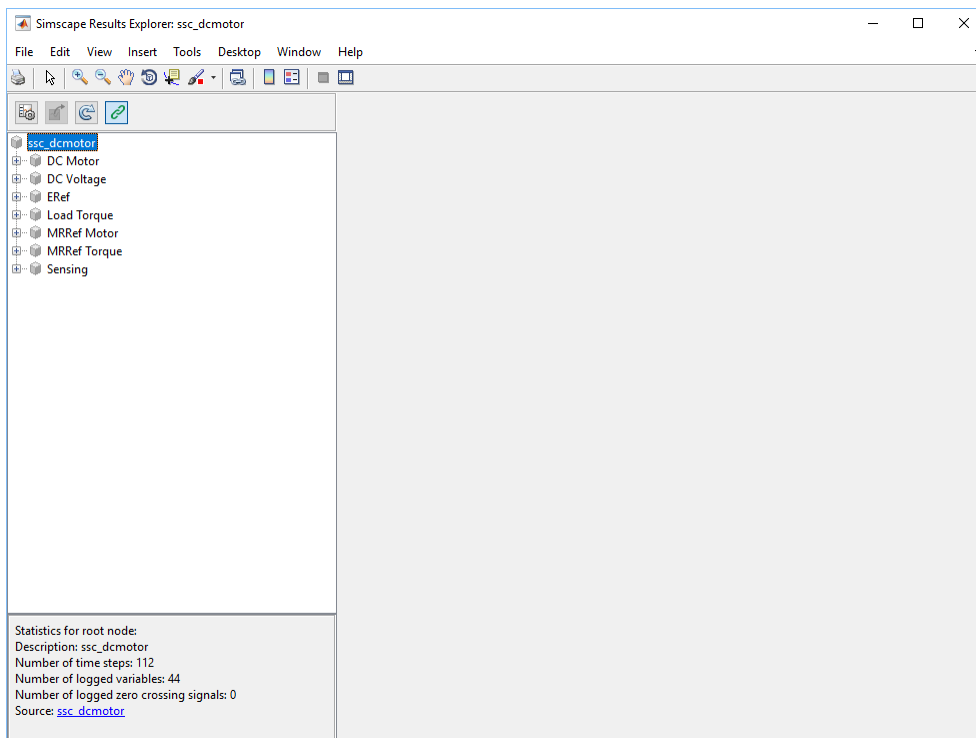 Simscape Results Explorer: ssc_dcmotor
File Edit View Insert Tools Desktop Window Help
ssc_dcmotor
DC Motor
DC Voltage
ERef
Load Torque
MRRef Motor
MRRef Torque
Sensing
Statistics for root node:
Description: ssc_dcmotor
Number of time steps: 112
Number of logged variables: 44
Number of logged zero crossing signals: 0
Source: ssc_dcmotor